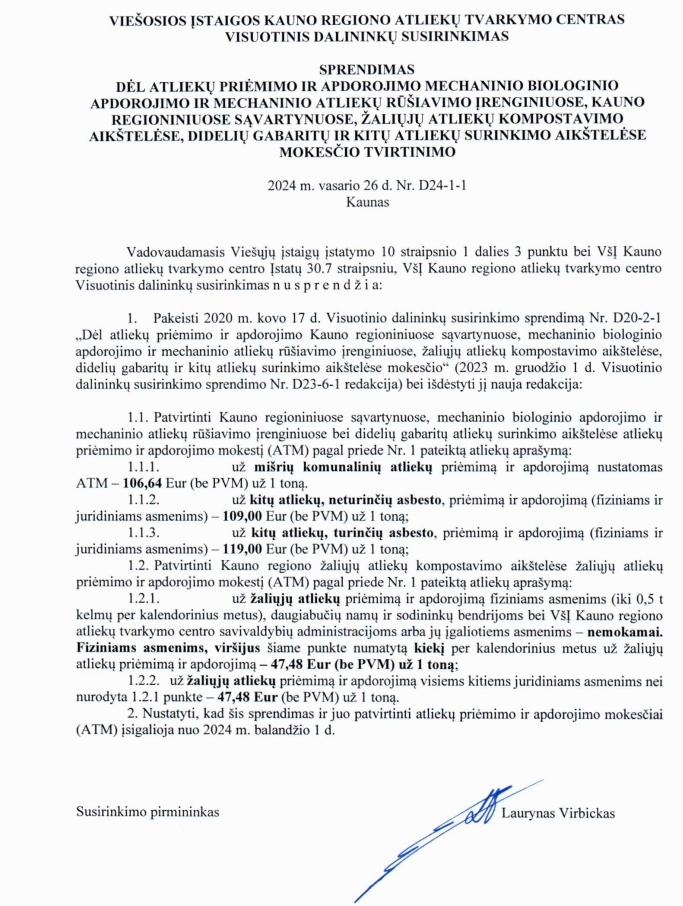 VIEŠOSIOS ĮSTAIGOS KAUNO REGIONO ATLIEKŲ TVARKYMO CENTRAS
VISUOTINIS DALININKŲ SUSIRINKIMAS
SPRENDIMAS
DĖL ATLIEKŲ PRIĖMIMO IR APDOROJIMO MECHANINIO BIOLOGINIO
APDOROJIMO IR MECHANINIO ATLIEKŲ RŪŠIAVIMO ĮRENGINIUOSE, KAUNO
REGIONINIUOSE SĄVARTYNUOSE, ŽALIŲJŲ ATLIEKŲ KOMPOSTAVIMO
AIKŠTELĖSE, DIDELIŲ GABARITŲ IR KITŲ ATLIEKŲ SURINKIMO AIKŠTELĖSE
MOKESČIO TVIRTINIMO
2024 m. vasario 26 d. Nr. D24-1-1
Kaunas
Vadovaudamasis Viešųjų įstaigų įstatymo 10 straipsnio 1 dalies 3 punktu bei VšĮ Kauno
regiono atliekų tvarkymo centro Įstatų 30.7 straipsniu, VšĮ Kauno regiono atliekų tvarkymo centro
Visuotinis dalininkų susirinkimas n u s p r e n d ž i a:
1. Pakeisti 2020 m. kovo 17 d. Visuotinio dalininkų susirinkimo sprendimą Nr. D20-2-1
„Dėl atliekų priėmimo ir apdorojimo Kauno regioniniuose sąvartynuose, mechaninio biologinio
apdorojimo ir mechaninio atliekų rūšiavimo įrenginiuose, žaliųjų atliekų kompostavimo aikštelėse,
didelių gabaritų ir kitų atliekų surinkimo aikštelėse mokesčio“ (2023 m. gruodžio 1 d. Visuotinio
dalininkų susirinkimo sprendimo Nr. D23-6-1 redakcija) bei išdėstyti jį nauja redakcija:
1.1. Patvirtinti Kauno regioniniuose sąvartynuose, mechaninio biologinio apdorojimo ir
mechaninio atliekų rūšiavimo įrenginiuose bei didelių gabaritų atliekų surinkimo aikštelėse atliekų
priėmimo ir apdorojimo mokestį (ATM) pagal priede Nr. 1 pateiktą atliekų aprašymą:
1.1.1. už mišrių komunalinių atliekų priėmimą ir apdorojimą nustatomas
ATM – 106,64 Eur (be PVM) už 1 toną.
1.1.2. už kitų atliekų, neturinčių asbesto, priėmimą ir apdorojimą (fiziniams ir
juridiniams asmenims) – 109,00 Eur (be PVM) už 1 toną;
1.1.3. už kitų atliekų, turinčių asbesto, priėmimą ir apdorojimą (fiziniams ir
juridiniams asmenims) – 119,00 Eur (be PVM) už 1 toną;
1.2. Patvirtinti Kauno regiono žaliųjų atliekų kompostavimo aikštelėse žaliųjų atliekų
priėmimo ir apdorojimo mokestį (ATM) pagal priede Nr. 1 pateiktą atliekų aprašymą:
1.2.1. už žaliųjų atliekų priėmimą ir apdorojimą fiziniams asmenims (iki 0,5 t
kelmų per kalendorinius metus), daugiabučių namų ir sodininkų bendrijoms bei VšĮ Kauno regiono
atliekų tvarkymo centro savivaldybių administracijoms arba jų įgaliotiems asmenims – nemokamai.
Fiziniams asmenims, viršijus šiame punkte numatytą kiekį per kalendorinius metus už žaliųjų
atliekų priėmimą ir apdorojimą – 47,48 Eur (be PVM) už 1 toną;
1.2.2. už žaliųjų atliekų priėmimą ir apdorojimą visiems kitiems juridiniams asmenims nei
nurodyta 1.2.1 punkte – 47,48 Eur (be PVM) už 1 toną.
2. Nustatyti, kad šis sprendimas ir juo patvirtinti atliekų priėmimo ir apdorojimo mokesčiai
(ATM) įsigalioja nuo 2024 m. balandžio 1 d.
Susirinkimo pirmininkas Laurynas Virbickas